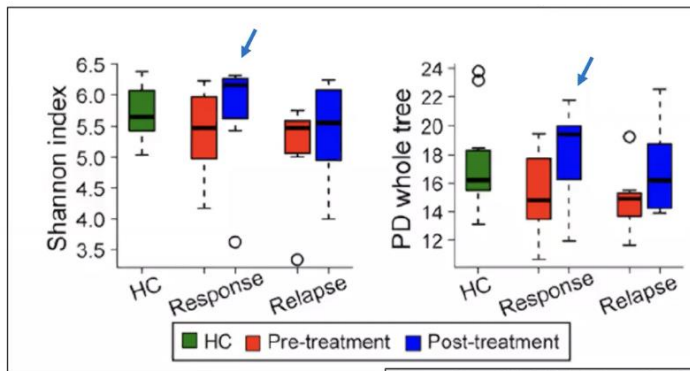 Shannon index
6.5
6.0
5.5
5.0
4.5
4.0
3.5
HC
Response
Relapse
PD whole tree
24
22
20
18
16
14
12
HC
Response
Relapse
HC Pre-treatment Post-treatment